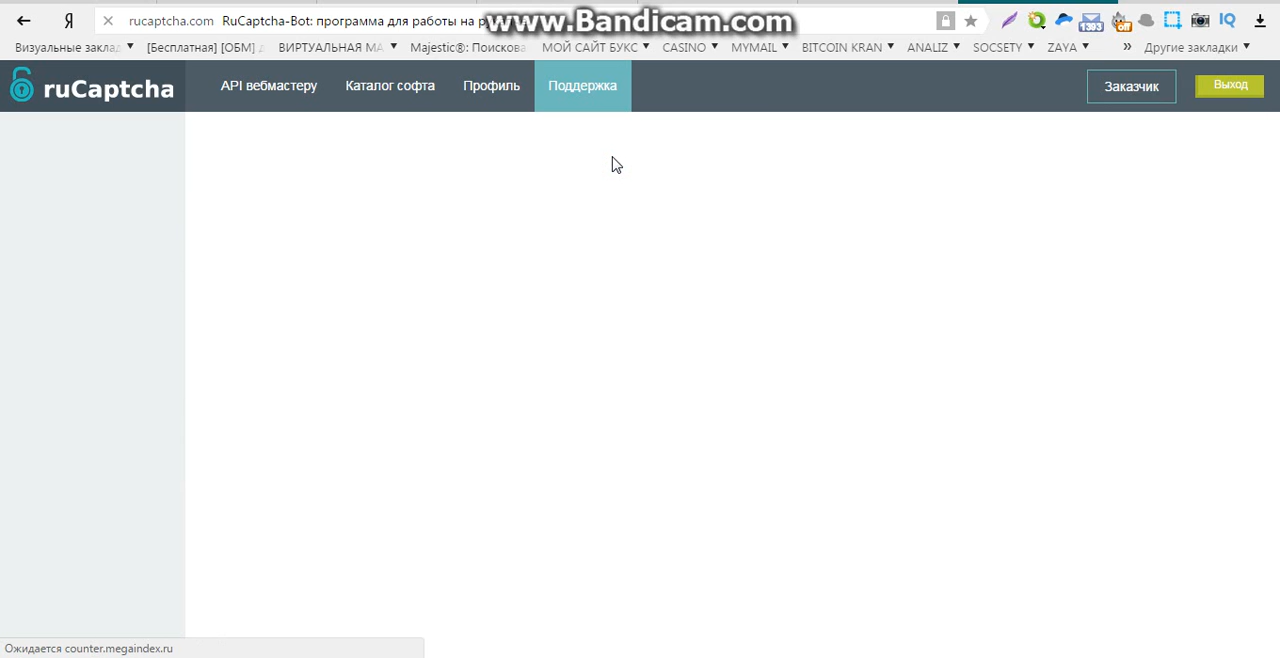 www.Bandicam.com
Я rucaptcha.com RuCaptcha-Bot: программа для работы на
1393 Off IQ
Визуальные заклад [Бесплатная] [ОБМ] ВИРТУАЛЬНАЯ МА Majestic®: Поискова МОЙ САЙТ БУКС CASINO MYMAIL BITCOIN KRAN ANALIZ SOCSETY ZAYA » Другие закладки
ruCaptcha API вебмастеру Каталог софта Профиль Поддержка Заказчик Выход
Ожидается counter.megaindex.ru